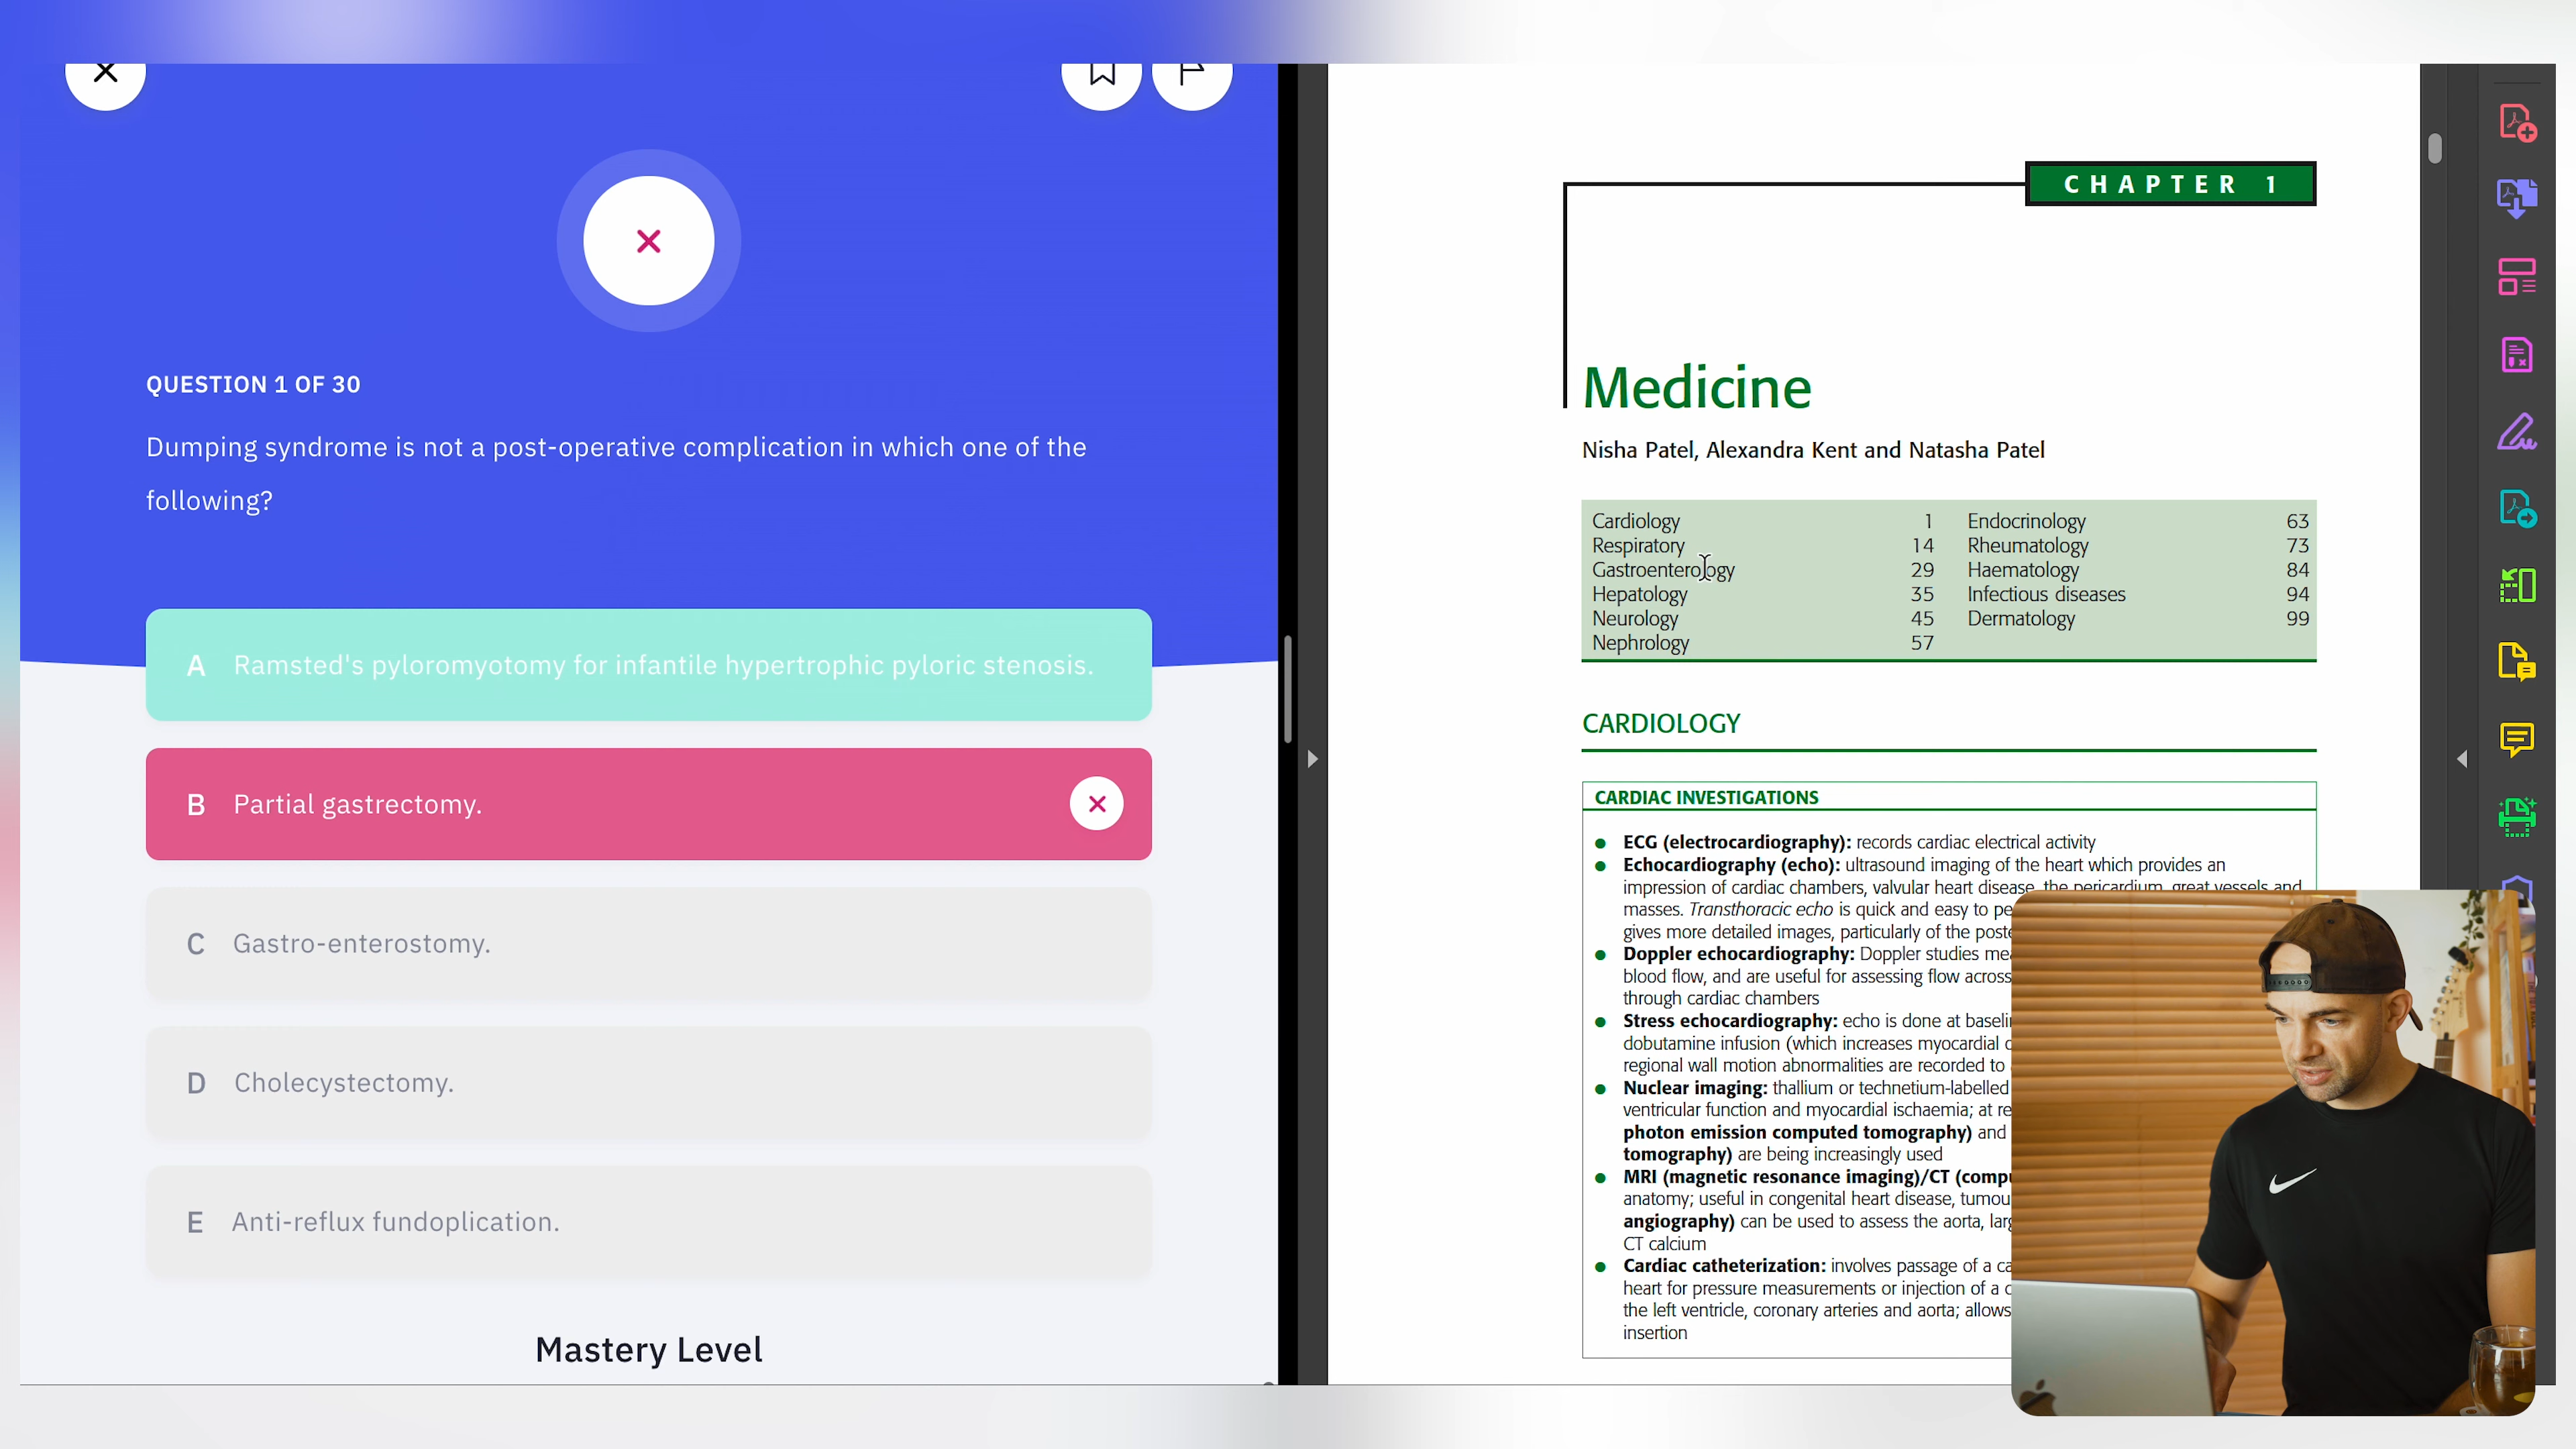 QUESTION 1 OF 30
Dumping syndrome is not a post-operative complication in which one of the
following?
A Ramsted's pyloromyotomy for infantile hypertrophic pyloric stenosis.
B Partial gastrectomy.
C Gastro-enterostomy.
D Cholecystectomy.
E Anti-reflux fundoplication.
Mastery Level
CHAPTER 1
Medicine
Nisha Patel, Alexandra Kent and Natasha Patel
Cardiology 1 Endocrinology 63
Respiratory 14 Rheumatology 73
Gastroenterology 29 Haematology 84
Hepatology 35 Infectious diseases 94
Neurology 45 Dermatology 99
Nephrology 57
CARDIOLOGY
CARDIAC INVESTIGATIONS
ECG (electrocardiography): records cardiac electrical activity
Echocardiography (echo): ultrasound imaging of the heart which provides an
impression of cardiac chambers, valvular heart disease, the pericardium, great vessels and
masses. Transthoracic echo is quick and easy to
gives more detailed images, particularly of the
Doppler echocardiography: Doppler studies
blood flow, and are useful for assessing flow across
through cardiac chambers
Stress echocardiography: echo is done at
dobutamine infusion (which increases myocardial
regional wall motion abnormalities are recorded to
Nuclear imaging: thallium or technetium-labelled
ventricular function and myocardial ischaemia; at
photon emission computed tomography) and
tomography) are being increasingly used
MRI (magnetic resonance imaging)/CT
anatomy; useful in congenital heart disease,
angiography) can be used to assess the aorta,
CT calcium
Cardiac catheterization: involves passage of a
heart for pressure measurements or injection of a
the left ventricle, coronary arteries and aorta; allows
insertion